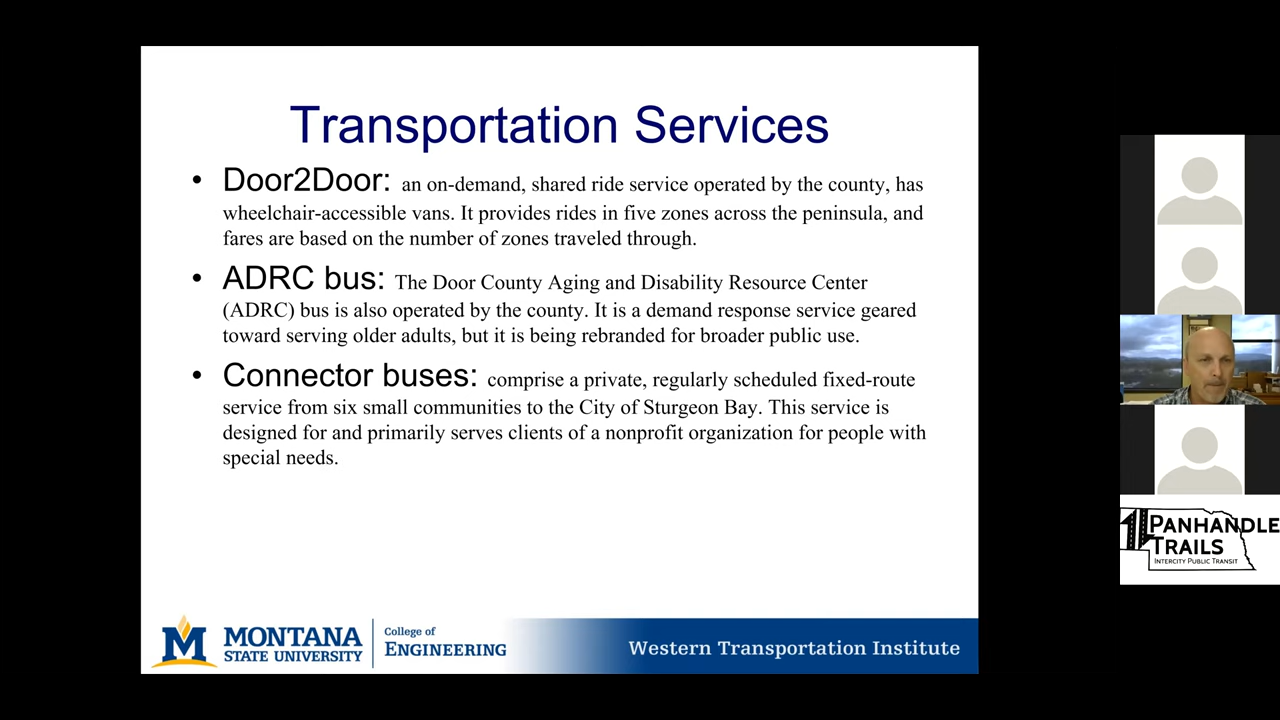 Transportation Services
• Door2Door: an on-demand, shared ride service operated by the county, has
wheelchair-accessible vans. It provides rides in five zones across the peninsula, and
fares are based on the number of zones traveled through.
• ADRC bus: The Door County Aging and Disability Resource Center
(ADRC) bus is also operated by the county. It is a demand response service geared
toward serving older adults, but it is being rebranded for broader public use.
• Connector buses: comprise a private, regularly scheduled fixed-route
service from six small communities to the City of Sturgeon Bay. This service is
designed for and primarily serves clients of a nonprofit organization for people with
special needs.
M MONTANA
STATE UNIVERSITY
College of
ENGINEERING
Western Transportation Institute
PANHANDLE
TRAILS
INTERCITY PUBLIC TRANSIT